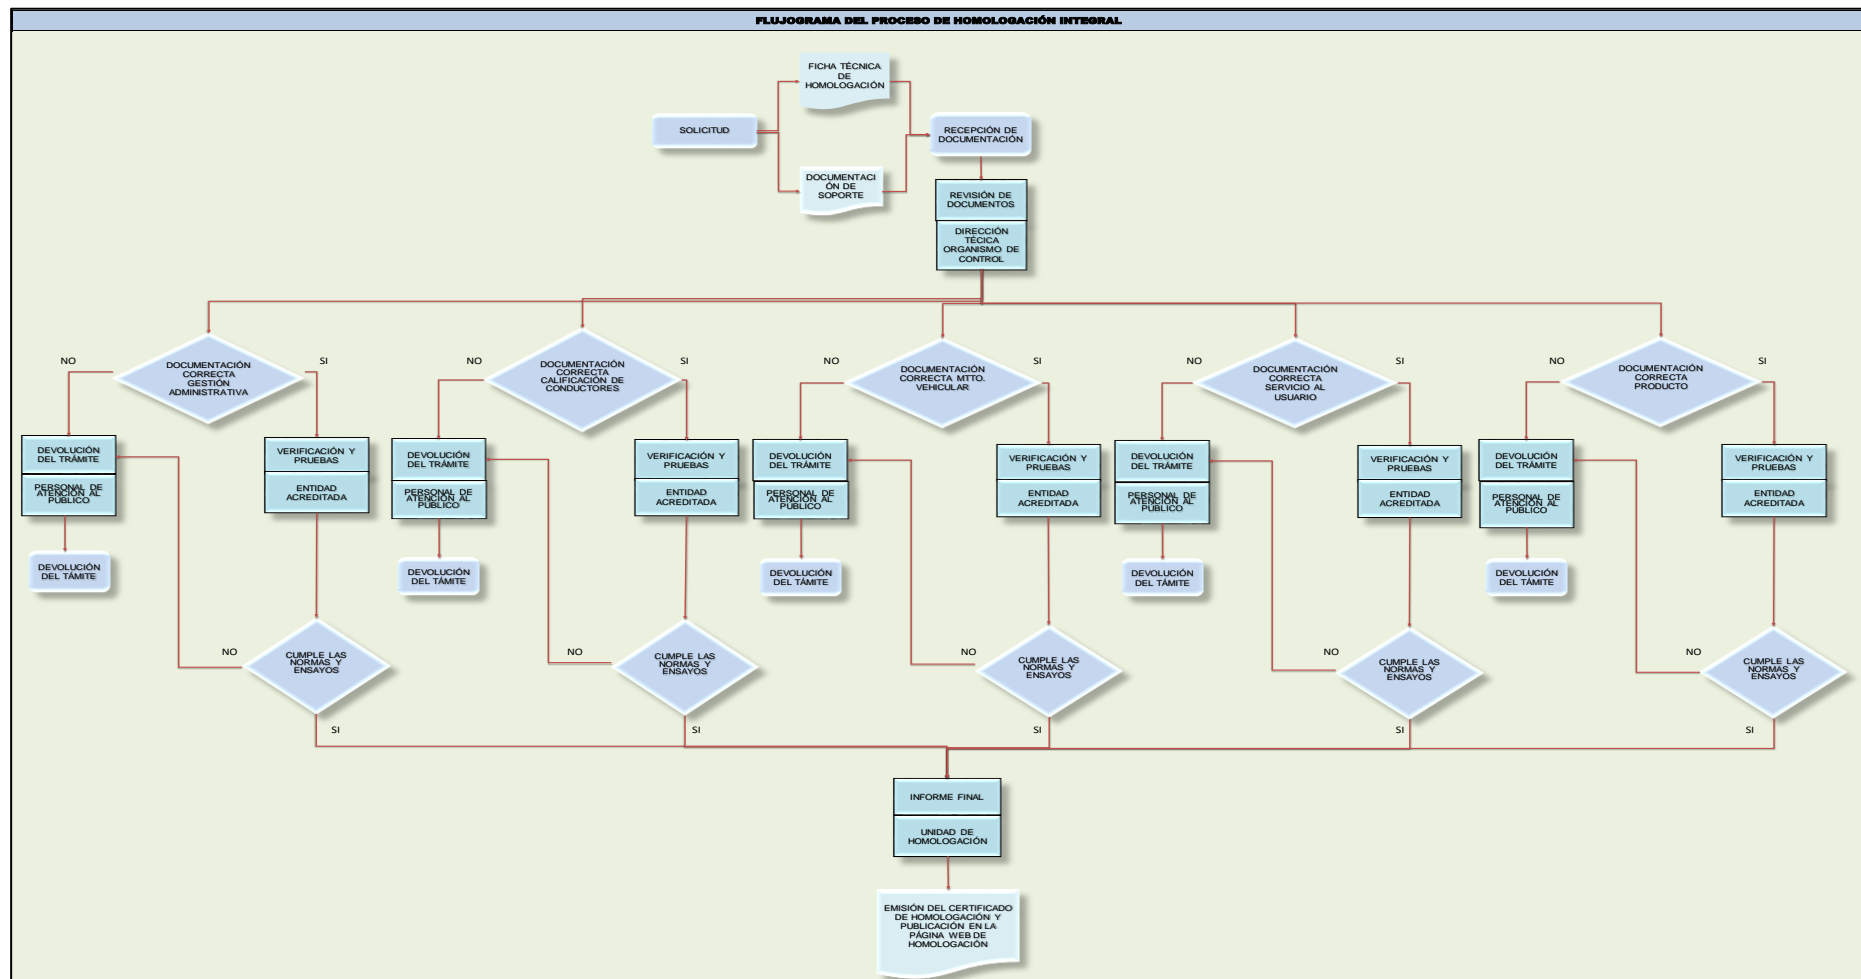 FLUJOGRAMA DEL PROCESO DE HOMOLOGACIÓN INTEGRAL
FICHA TÉCNICA
DE
HOMOLOGACIÓN
SOLICITUD
RECEPCIÓN DE
DOCUMENTACIÓN
DOCUMENTACI
ÓN DE
SOPORTE
REVISIÓN DE
DOCUMENTOS
DIRECCIÓN
TÉCICA
ORGANISMO DE
CONTROL
NO
DOCUMENTACIÓN
CORRECTA
GESTIÓN
ADMINISTRATIVA
SI
NO
DOCUMENTACIÓN
CORRECTA
CALIFICACIÓN DE
CONDUCTORES
SI
NO
DOCUMENTACIÓN
CORRECTA MTTO.
VEHICULAR
SI
NO
DOCUMENTACIÓN
CORRECTA
SERVICIO AL
USUARIO
SI
NO
DOCUMENTACIÓN
CORRECTA
PRODUCTO
SI
DEVOLUCIÓN
DEL TRÁMITE
PERSONAL DE
ATENCIÓN AL
PÚBLICO
VERIFICACIÓN Y
PRUEBAS
ENTIDAD
ACREDITADA
DEVOLUCIÓN
DEL TRÁMITE
PERSONAL DE
ATENCIÓN AL
PÚBLICO
VERIFICACIÓN Y
PRUEBAS
ENTIDAD
ACREDITADA
DEVOLUCIÓN
DEL TRÁMITE
PERSONAL DE
ATENCIÓN AL
PÚBLICO
VERIFICACIÓN Y
PRUEBAS
ENTIDAD
ACREDITADA
DEVOLUCIÓN
DEL TRÁMITE
PERSONAL DE
ATENCIÓN AL
PÚBLICO
VERIFICACIÓN Y
PRUEBAS
ENTIDAD
ACREDITADA
DEVOLUCIÓN
DEL TRÁMITE
PERSONAL DE
ATENCIÓN AL
PÚBLICO
VERIFICACIÓN Y
PRUEBAS
ENTIDAD
ACREDITADA
DEVOLUCIÓN
DEL TÁMITE
DEVOLUCIÓN
DEL TÁMITE
DEVOLUCIÓN
DEL TÁMITE
DEVOLUCIÓN
DEL TÁMITE
DEVOLUCIÓN
DEL TÁMITE
NO
CUMPLE LAS
NORMAS Y
ENSAYOS
SI
NO
CUMPLE LAS
NORMAS Y
ENSAYOS
SI
NO
CUMPLE LAS
NORMAS Y
ENSAYOS
SI
NO
CUMPLE LAS
NORMAS Y
ENSAYOS
SI
NO
CUMPLE LAS
NORMAS Y
ENSAYOS
SI
INFORME FINAL
UNIDAD DE
HOMOLOGACIÓN
EMISIÓN DEL CERTIFICADO
DE HOMOLOGACIÓN Y
PUBLICACIÓN EN LA
PÁGINA WEB DE
HOMOLOGACIÓN